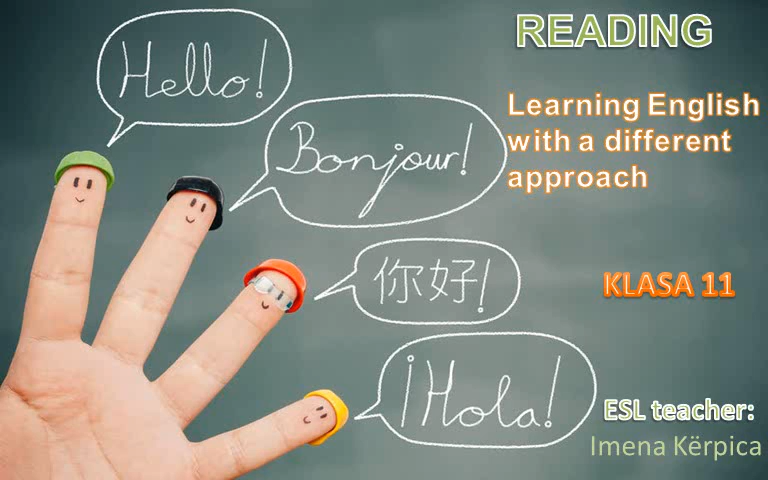 Hello!
READING
Learning English
with a different
approach
Bonjour!
你好!
KLASA 11
¡Hola!
ESL teacher:
Imena Kërpica